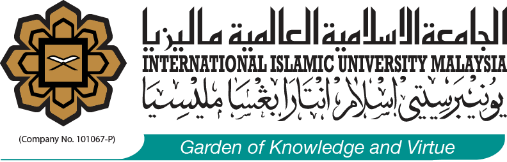 الجامعة الإسلامية العالمية ماليزيا
INTERNATIONAL ISLAMIC UNIVERSITY MALAYSIA
يونيۏرسيتي اسلام انتارابڠسا مليسيا
(Company No. 101067-P)
Garden of Knowledge and Virtue